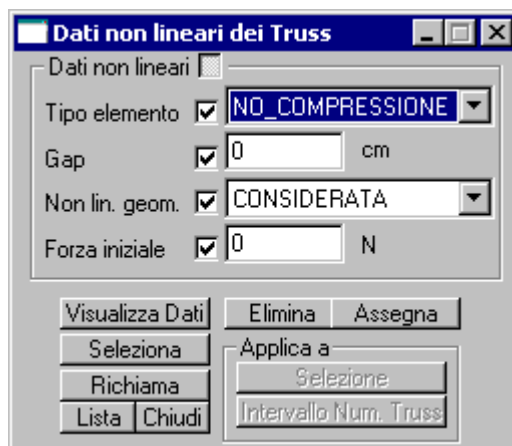 Dati non lineari dei Truss
Dati non lineari
Tipo elemento NO_COMPRESSIONE
Gap 0 cm
Non lin. geom. CONSIDERATA
Forza iniziale 0 N
Visualizza Dati Elimina Assegna
Seleziona Applica a
Selezione
Richiama
Lista Chiudi Intervallo Num. Truss